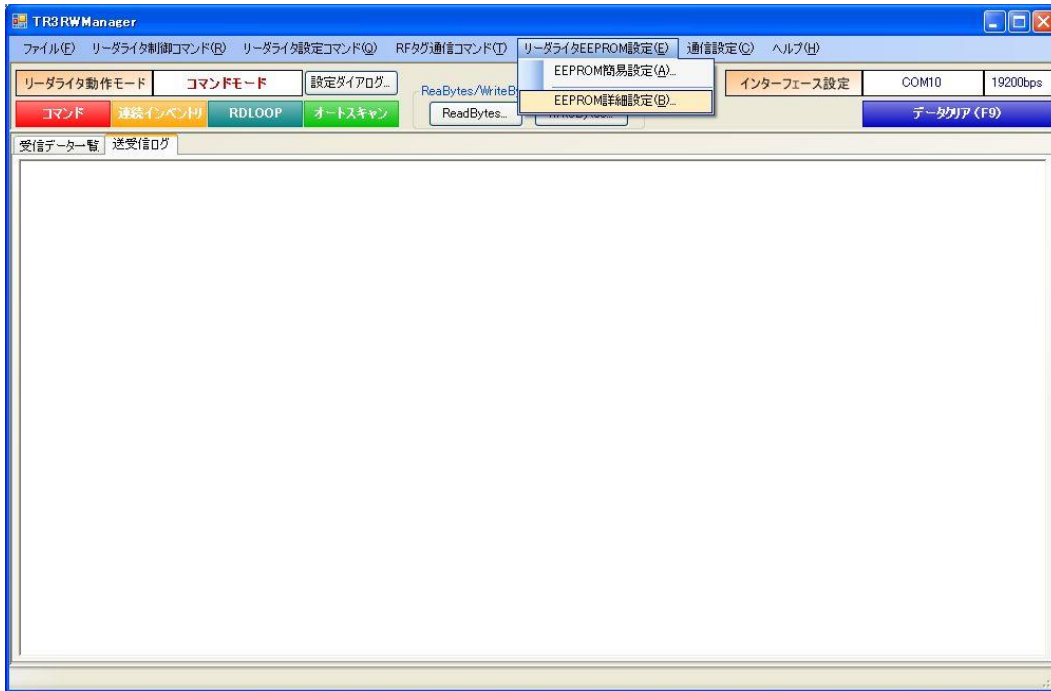 TR3RWManager
ファイル(F) リーダライタ制御コマンド(R) リーダライタ設定コマンド(Q) RFタグ通信コマンド(T) リーダライタEEPROM設定(E) 通信設定(C) ヘルプ(H)
EEPROM簡易設定(A)...
EEPROM詳細設定(B)...
リーダライタ動作モード コマンドモード 設定ダイアログ... ReaBytes/WriteB インターフェース設定 COM10 19200bps
コマンド 連続インベントリ RDLOOP オートスキャン ReadBytes... データクリア(F9)
受信データ一覧 送受信ログ